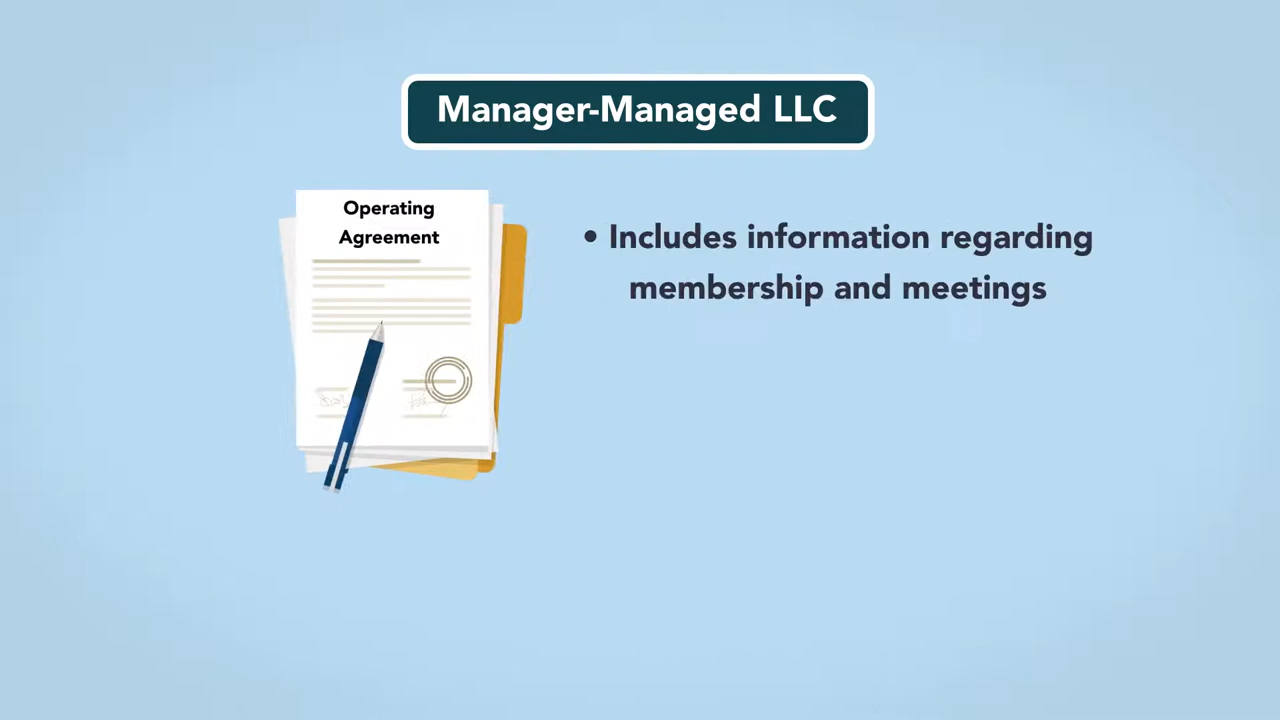 Manager-Managed LLC
Operating
Agreement
• Includes information regarding
membership and meetings